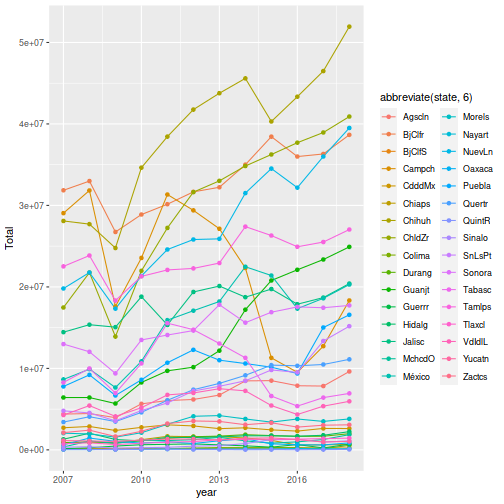 5e+07
4e+07
3e+07
2e+07
1e+07
0e+00
Total
2007
2010
2013
2016
year
abbreviate(state, 6)
Agscln
BjClfr
BjClfS
Campch
CdddMx
Chiaps
Chihuh
ChldZr
Colima
Durang
Guanjt
Guerrr
Hidalg
Jalisc
MchcdO
México
Morels
Nayart
NuevLn
Oaxaca
Puebla
Quertr
QuintR
Sinalo
SnLsPt
Sonora
Tabasc
Tamlps
Tlaxcl
VdIdlL
Yucatn
Zactcs